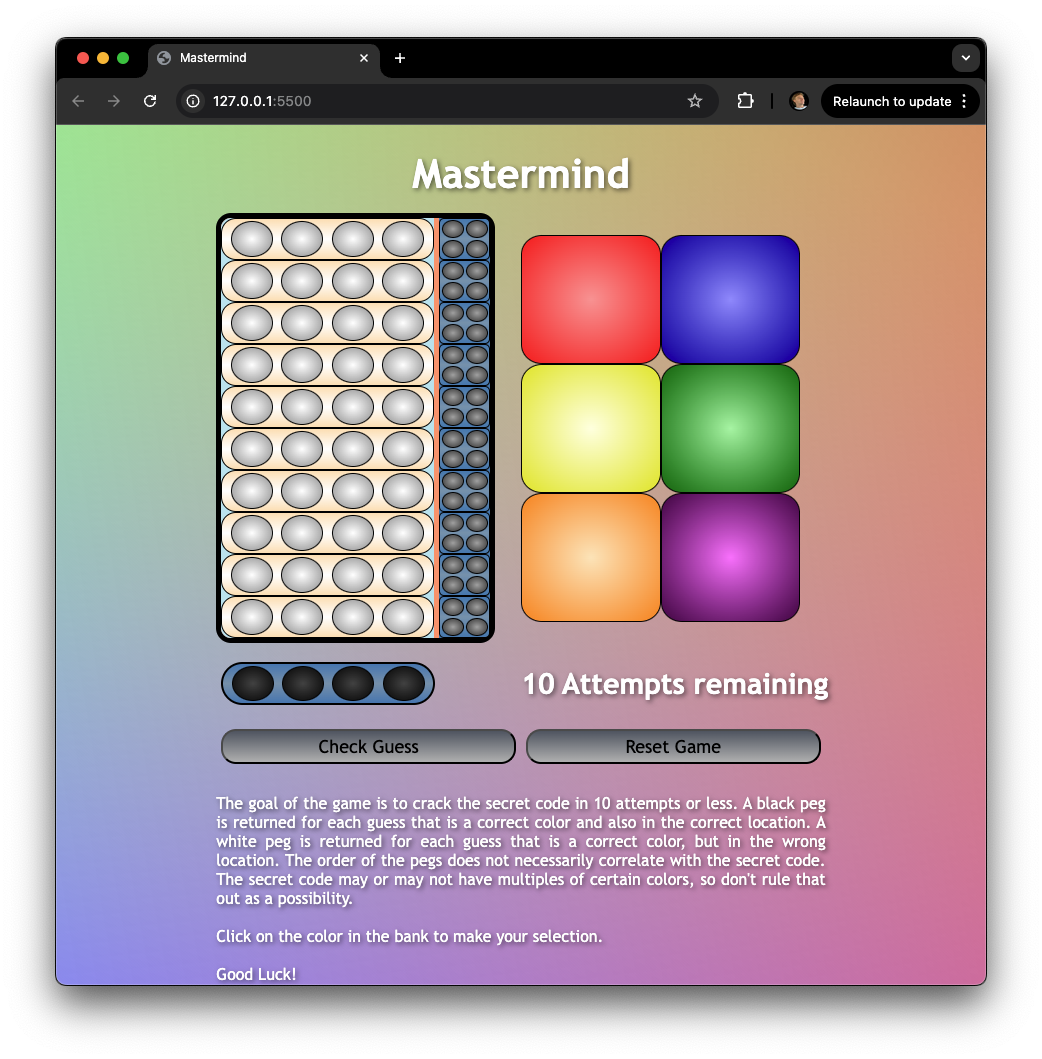 Mastermind
127.0.0.1:5500
Relaunch to update
Mastermind
10 Attempts remaining
Check Guess
Reset Game
The goal of the game is to crack the secret code in 10 attempts or less. A black peg
is returned for each guess that is a correct color and also in the correct location. A
white peg is returned for each guess that is a correct color, but in the wrong
location. The order of the pegs does not necessarily correlate with the secret code.
The secret code may or may not have multiples of certain colors, so don't rule that
out as a possibility.
Click on the color in the bank to make your selection.
Good Luck!